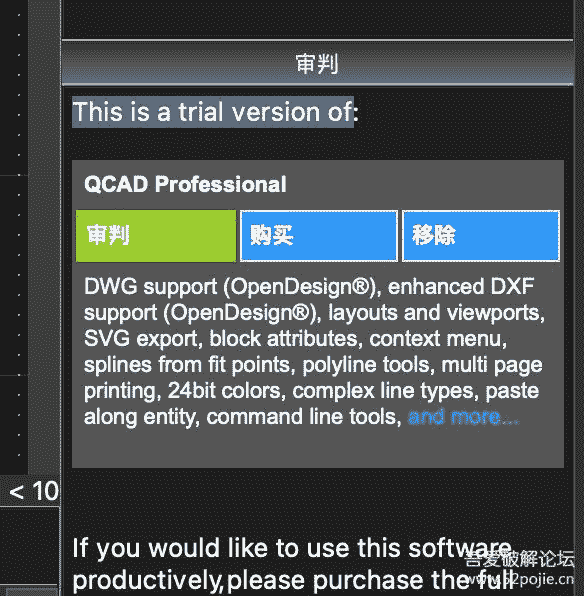 审判
This is a trial version of:
QCAD Professional
审判 购买 移除
DWG support (OpenDesign®), enhanced DXF
support (OpenDesign®), layouts and viewports,
SVG export, block attributes, context menu,
splines from fit points, polyline tools, multi page
printing, 24bit colors, complex line types, paste
along entity, command line tools, and more...
< 10
If you would like to use this software
productively,please purchase the full
吾爱破解论坛
www.52pojie.cn